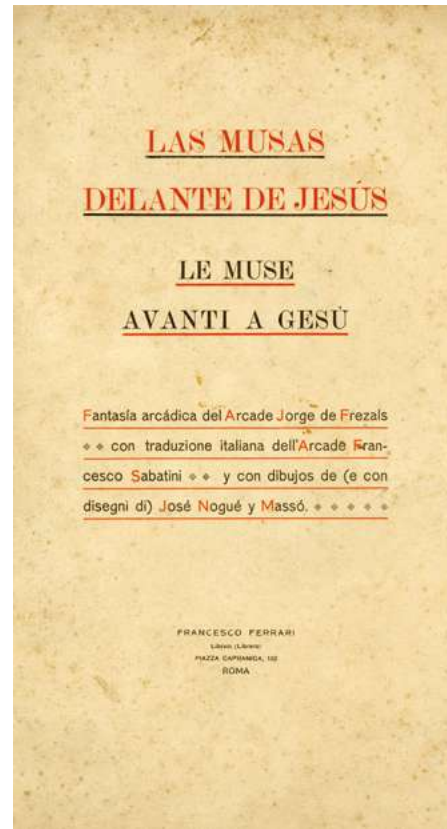 LAS MUSAS
DELANTE DE JESÚS
LE MUSE
AVANTI A GESÙ
Fantasía arcádica del Arcade Jorge de Frezals
❖ ❖ con traduzione italiana dell'Arcade Fran-
cesco Sabatini ❖ ❖ y con dibujos de (e con
disegni di) José Nogué y Massó. ❖ ❖ ❖ ❖ ❖
FRANCESCO FERRARI
PIAZZA CAPRANICA, 102
ROMA